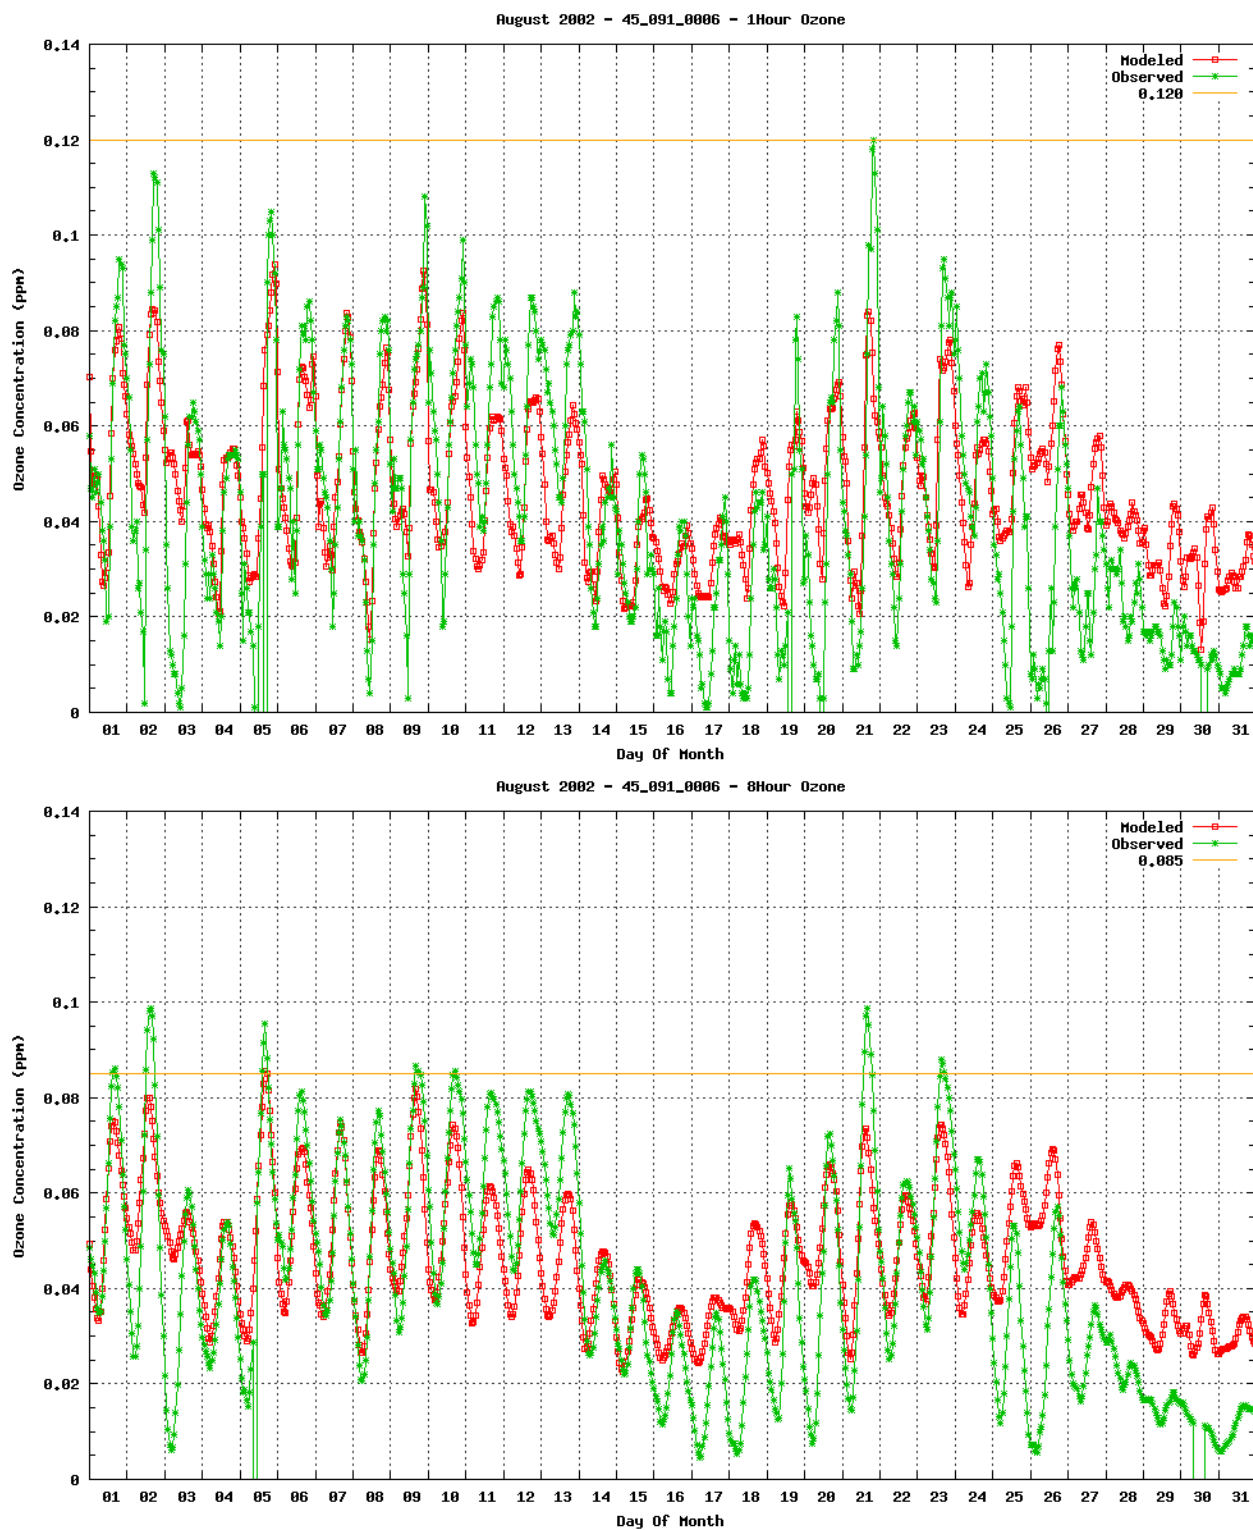 August 2002 - 45_091_0006 - 1Hour Ozone
0.14
0.12
0.1
0.08
0.06
0.04
0.02
0
Ozone Concentration (ppm)
Modeled
Observed
0.120
01 02 03 04 05 06 07 08 09 10 11 12 13 14 15 16 17 18 19 20 21 22 23 24 25 26 27 28 29 30 31
Day Of Month
August 2002 - 45_091_0006 - 8Hour Ozone
0.14
0.12
0.1
0.08
0.06
0.04
0.02
0
Ozone Concentration (ppm)
Modeled
Observed
0.085
01 02 03 04 05 06 07 08 09 10 11 12 13 14 15 16 17 18 19 20 21 22 23 24 25 26 27 28 29 30 31
Day Of Month